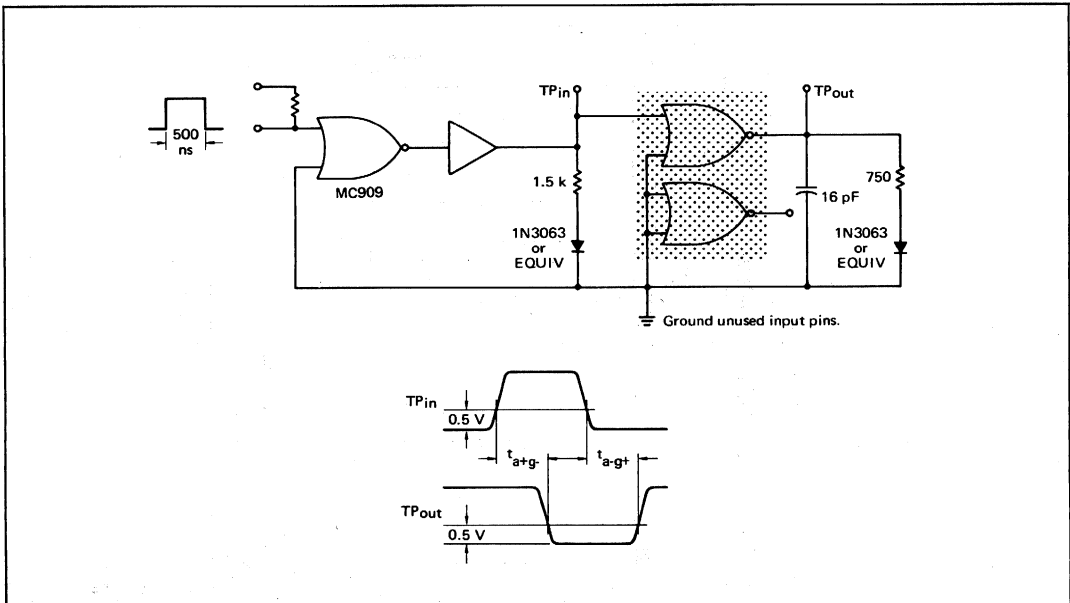 500
ns
MC909
TPin
1.5 k
1N3063
or
EQUIV
TPout
16 pF
750
1N3063
or
EQUIV
Ground unused input pins.
TPin
0.5 V
ta+g-
ta-g+
TPout
0.5 V